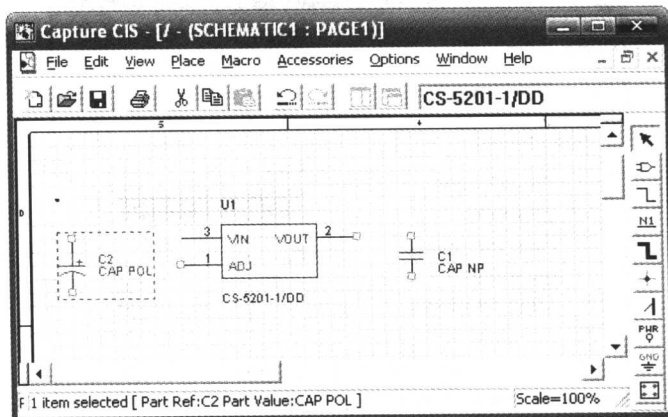 Capture CIS - [/ - (SCHEMATIC1 : PAGE1)]
File Edit View Place Macro Accessories Options Window Help
CS-5201-1/DD
5 4
D
U1
3 VIN VOUT 2
1 ADJ
CS-5201-1/DD
C2
CAP POL
+
C1
CAP NP
N1
PWR
GND
F 1 item selected [ Part Ref:C2 Part Value:CAP POL ] Scale=100%